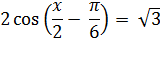 2 cos (x/2 − π/6) = √3